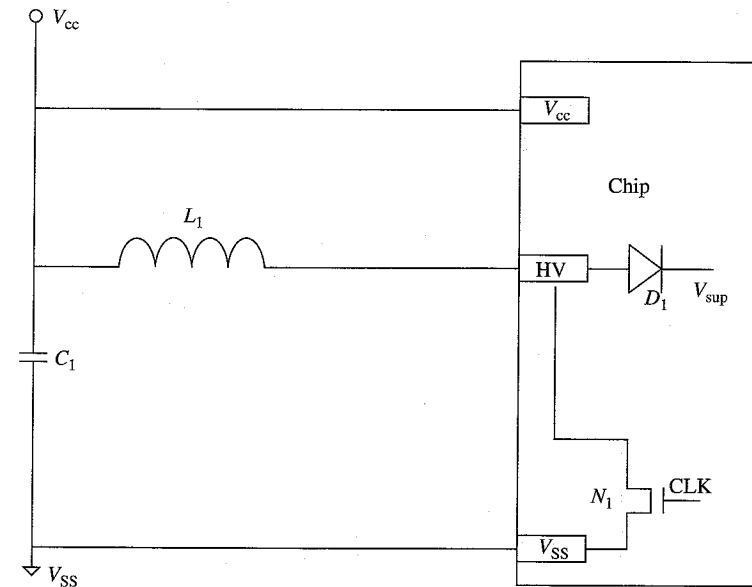 V_cc
V_cc
Chip
L_1
HV
D_1
V_sup
C_1
N_1
CLK
V_SS
V_SS